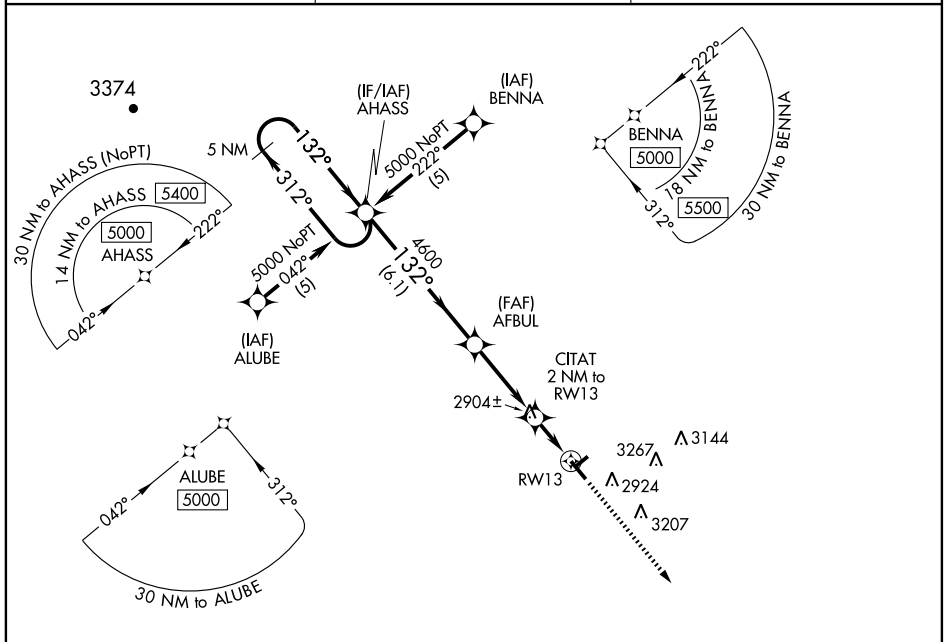 3374
(IF/IAF)
AHASS
(IAF)
BENNA
5 NM
132°
312°
5000 NoPT
222°
(5)
5000 NoPT
042°
(5)
(IAF)
ALUBE
4600
132°
(6.1)
(FAF)
AFBUL
CITAT
2 NM to
RW13
2904±
RW13
3267
3144
2924
3207
30 NM to AHASS (NoPT)
5400
14 NM to AHASS
5000
AHASS
222°
042°
222°
BENNA
5000
18 NM to BENNA
5500
30 NM to BENNA
312°
ALUBE
5000
042°
312°
30 NM to ALUBE